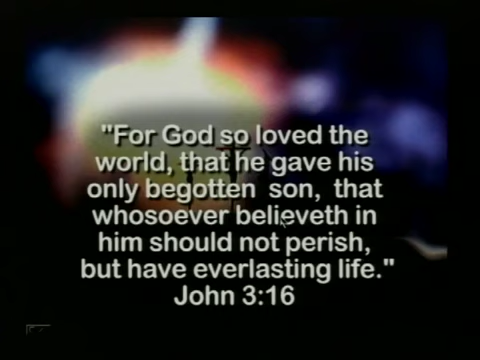 "For God so loved the
world, that he gave his
only begotten son, that
whosoever believeth in
him should not perish,
but have everlasting life."
John 3:16